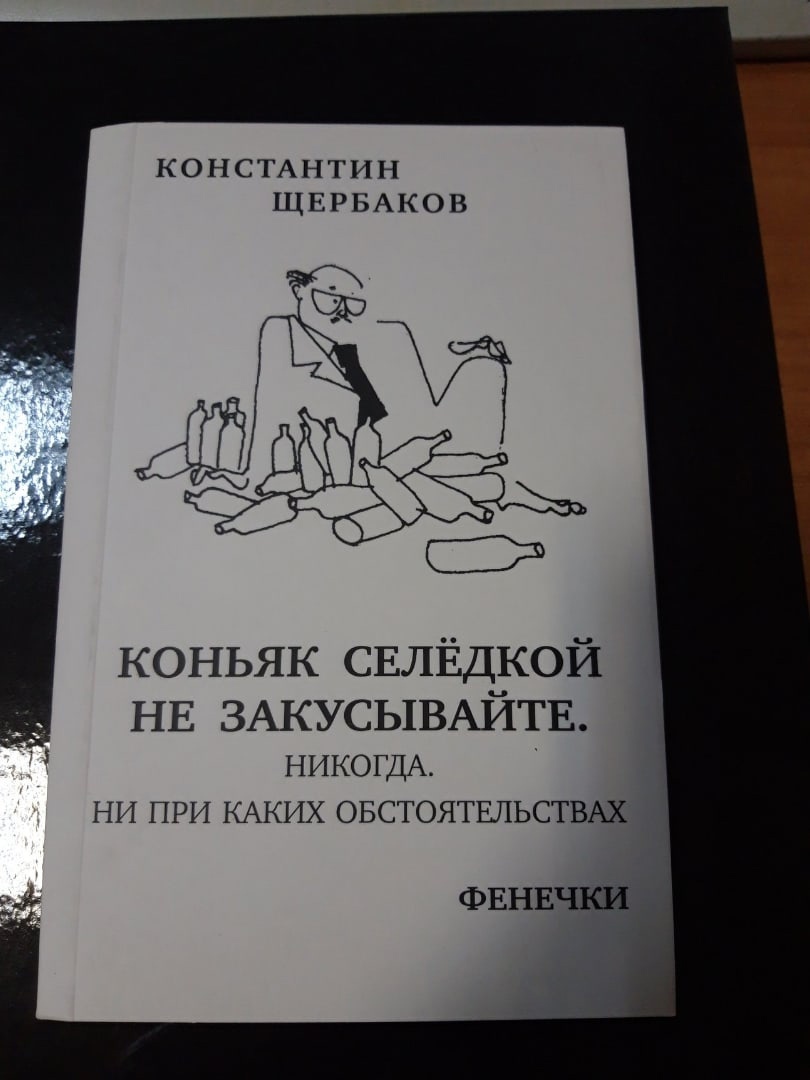 КОНСТАНТИН
ЩЕРБАКОВ
КОНЬЯК СЕЛЁДКОЙ
НЕ ЗАКУСЫВАЙТЕ.
НИКОГДА.
НИ ПРИ КАКИХ ОБСТОЯТЕЛЬСТВАХ
ФЕНЕЧКИ